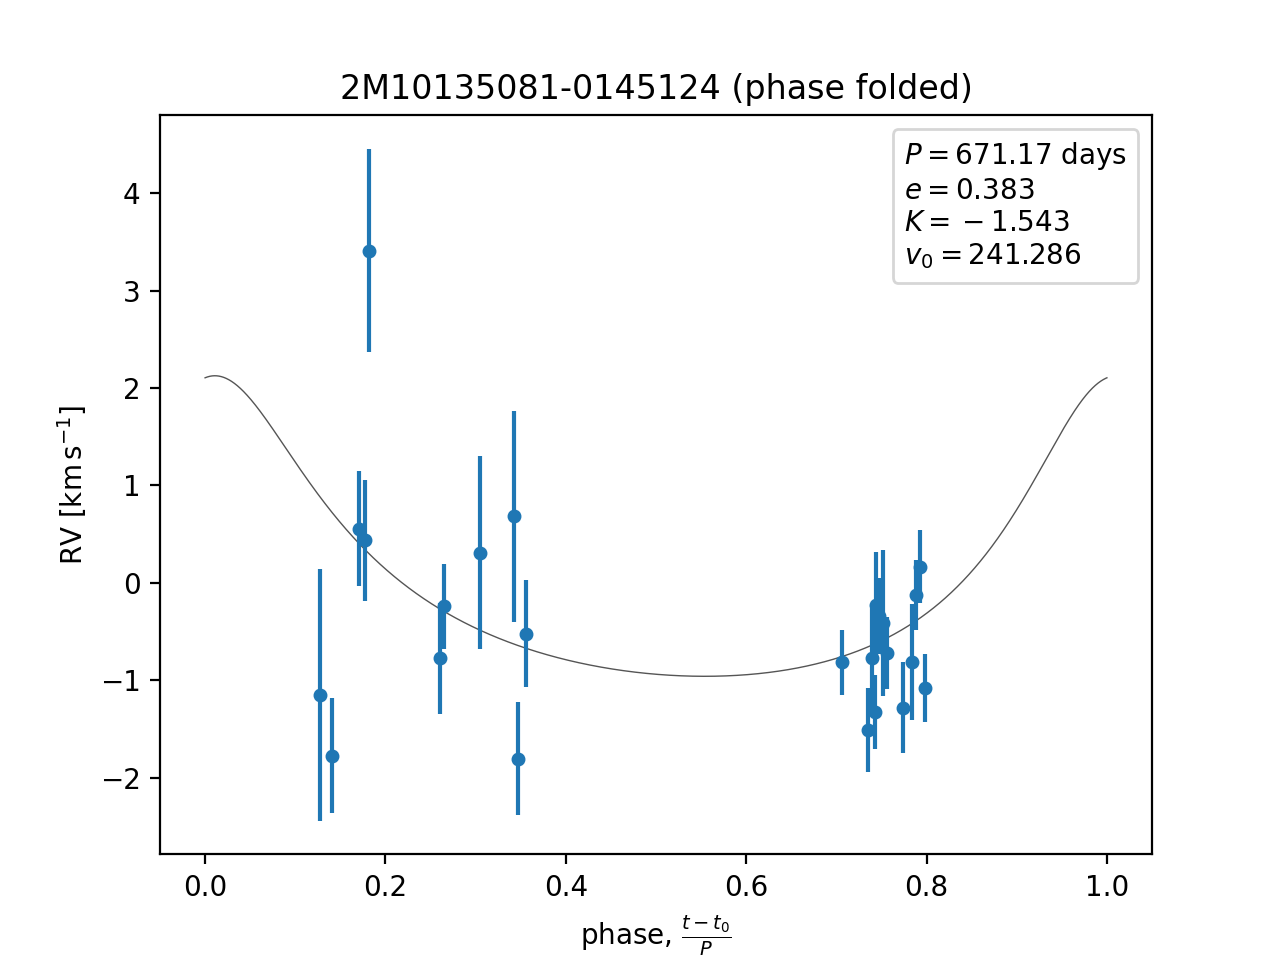 2M10135081-0145124 (phase folded)
P = 671.17 days
e = 0.383
K = −1.543
v₀ = 241.286
RV [km s⁻¹]
4
3
2
1
0
−1
−2
0.0 0.2 0.4 0.6 0.8 1.0
phase, (t − t₀)/P